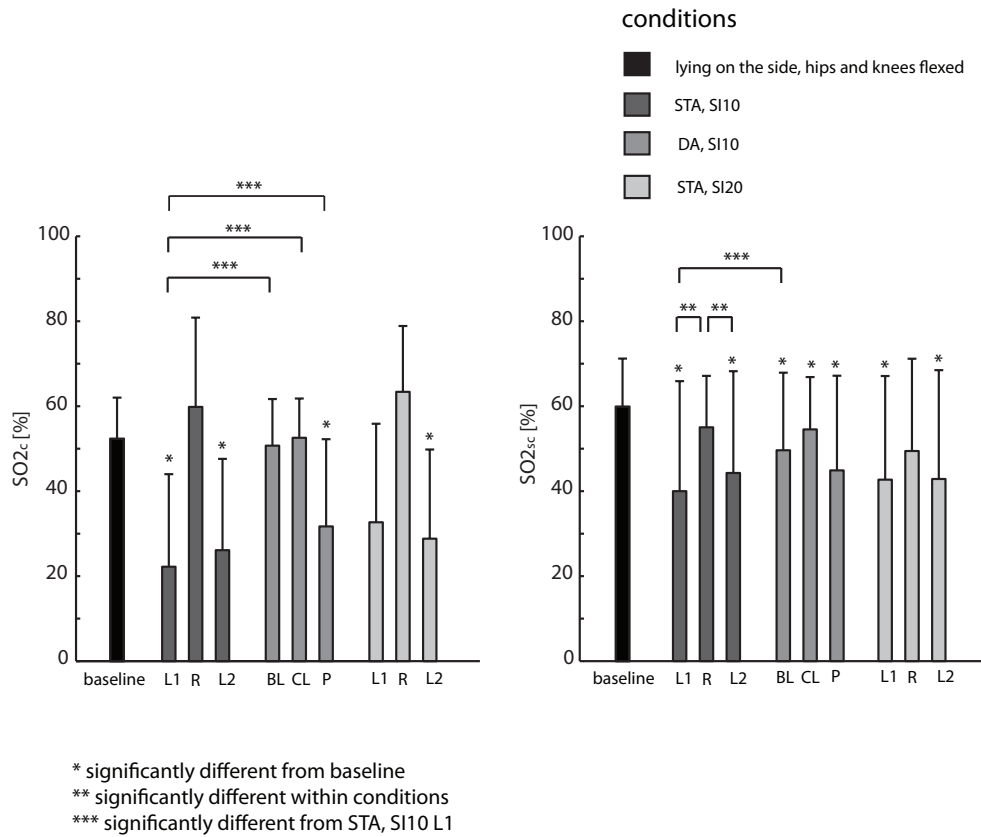 conditions
lying on the side, hips and knees flexed
STA, SI10
DA, SI10
STA, SI20
***
***
***
100
80
60
40
20
0
SO2c [%]
* * * *
baseline L1 R L2 BL CL P L1 R L2
***
** **
100
80
60
40
20
0
SO2sc [%]
* * * * * * *
baseline L1 R L2 BL CL P L1 R L2
* significantly different from baseline
** significantly different within conditions
*** significantly different from STA, SI10 L1